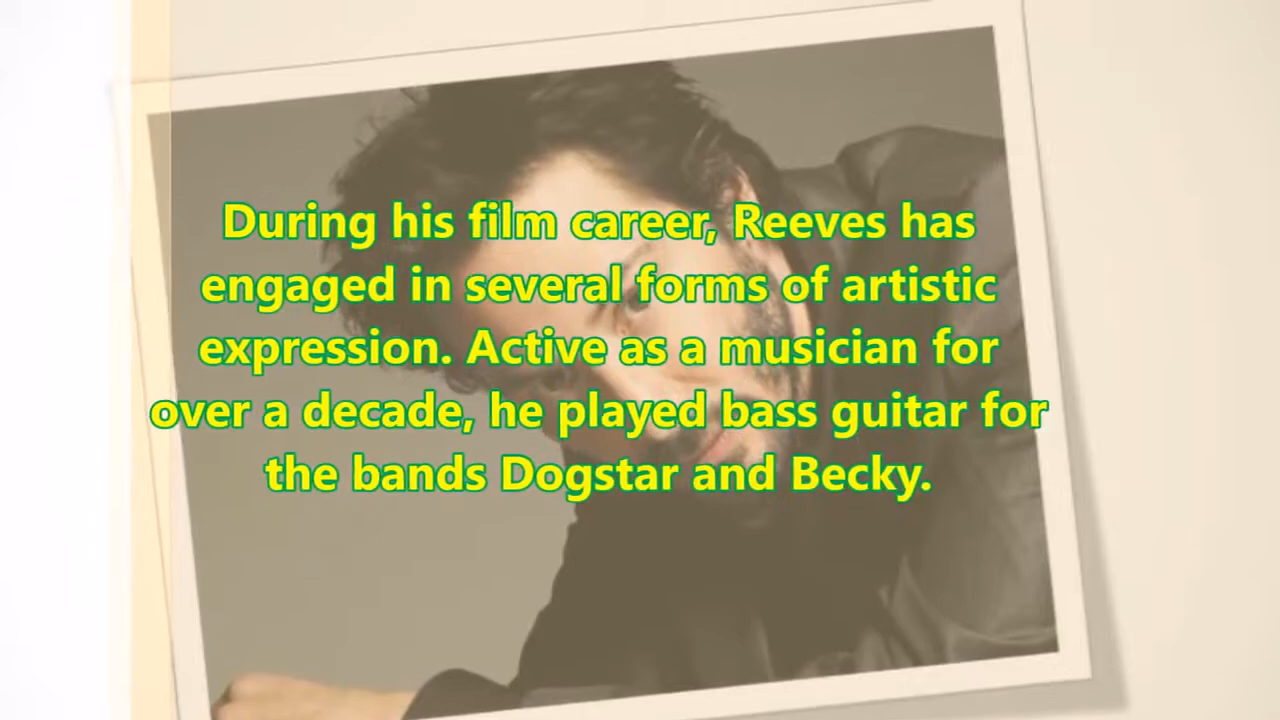 During his film career, Reeves has
engaged in several forms of artistic
expression. Active as a musician for
over a decade, he played bass guitar for
the bands Dogstar and Becky.